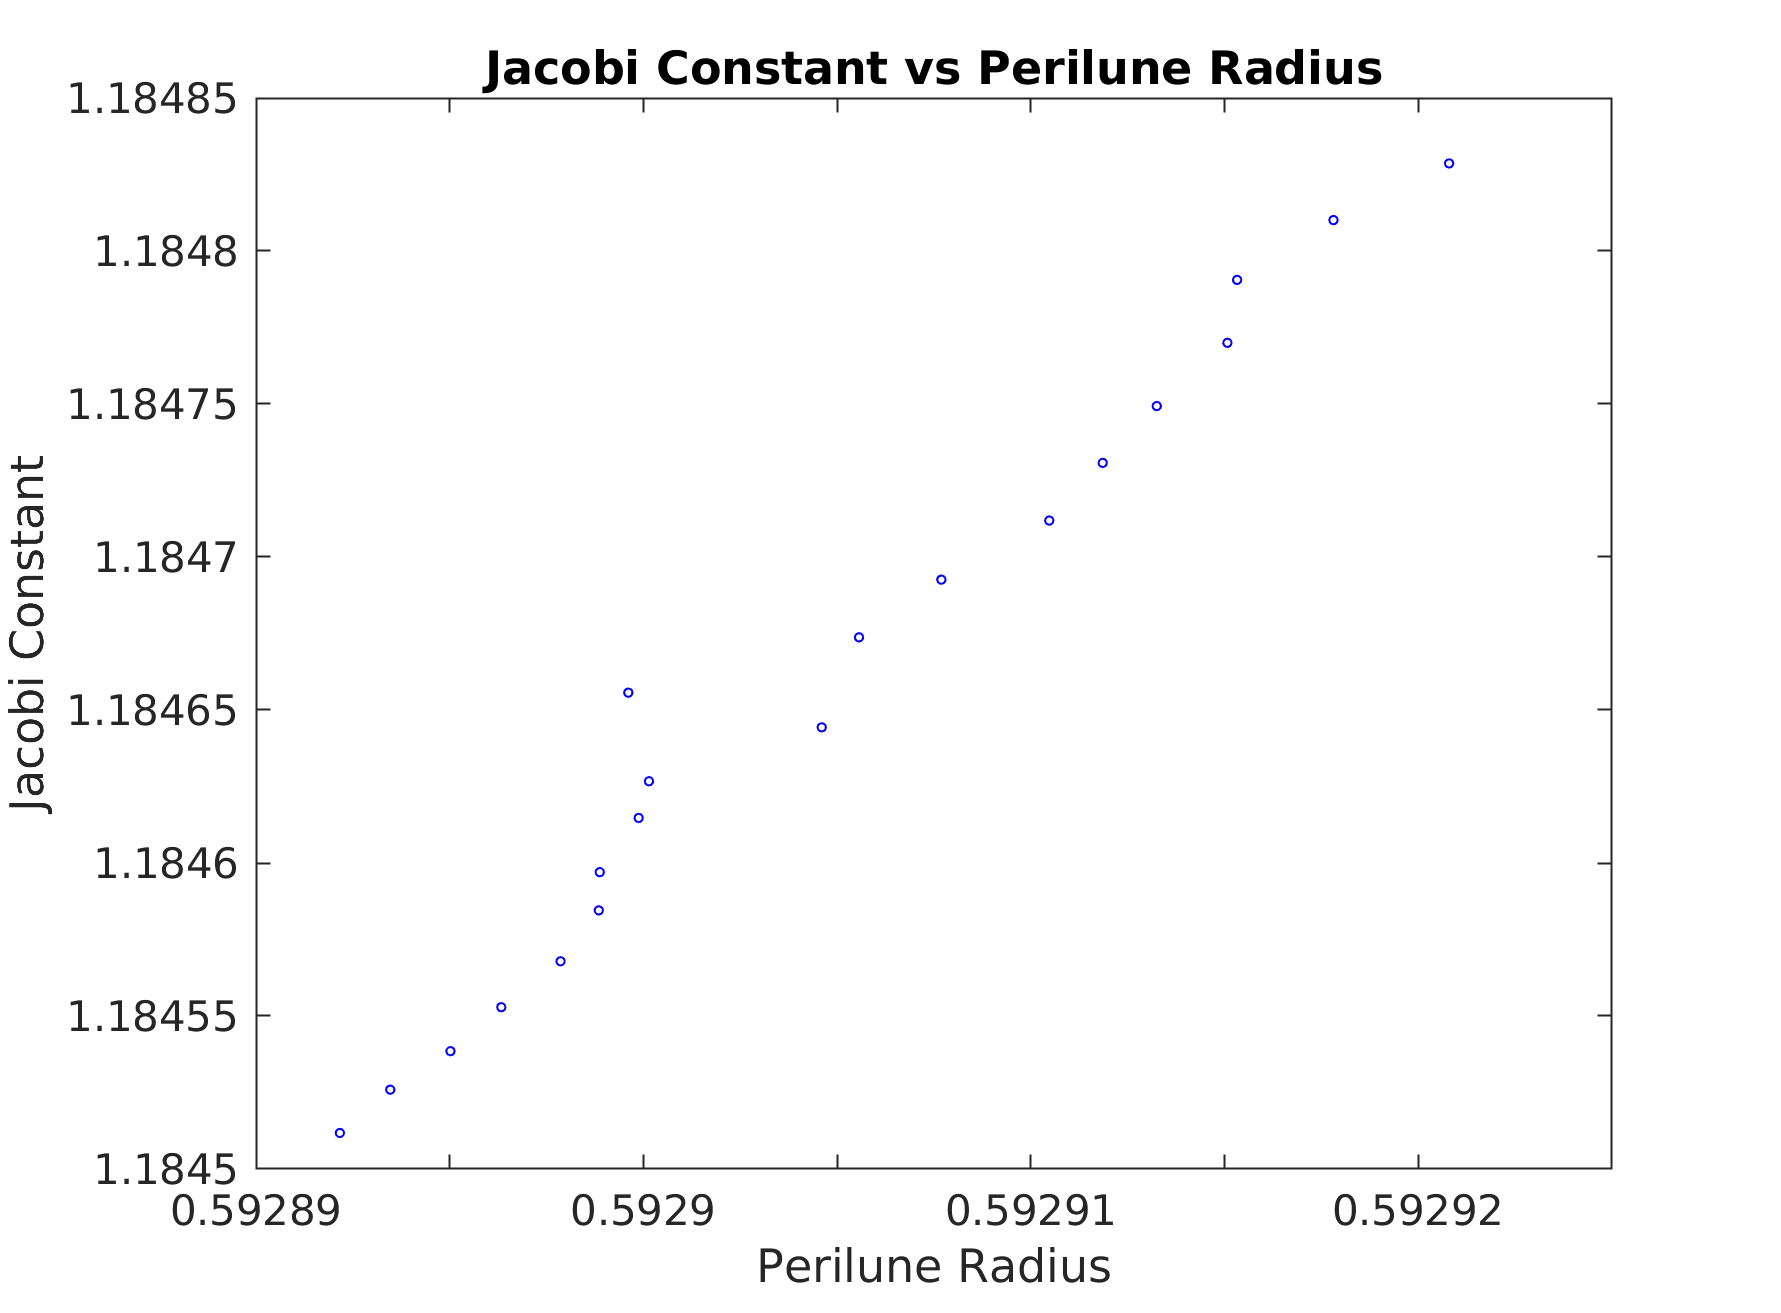 Jacobi Constant vs Perilune Radius
1.18485
1.1848
1.18475
1.1847
1.18465
1.1846
1.18455
1.1845
Jacobi Constant
0.59289 0.5929 0.59291 0.59292
Perilune Radius